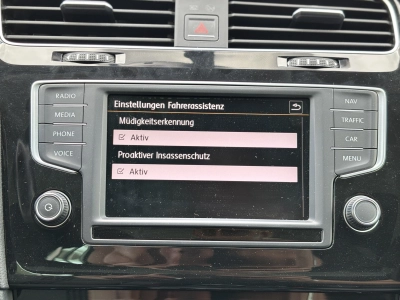 Einstellungen Fahrerassistenz
Müdigkeitserkennung
Aktiv
Proaktiver Insassenschutz
Aktiv
RADIO
MEDIA
PHONE
VOICE
NAV
TRAFFIC
CAR
MENU